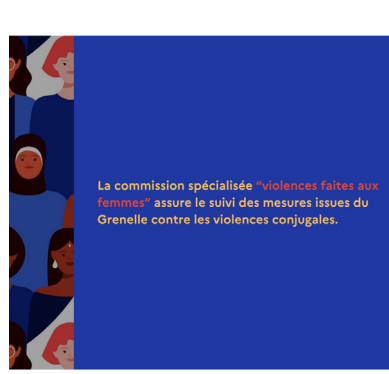 La commission spécialisée “violences faites aux
femmes” assure le suivi des mesures issues du
Grenelle contre les violences conjugales.